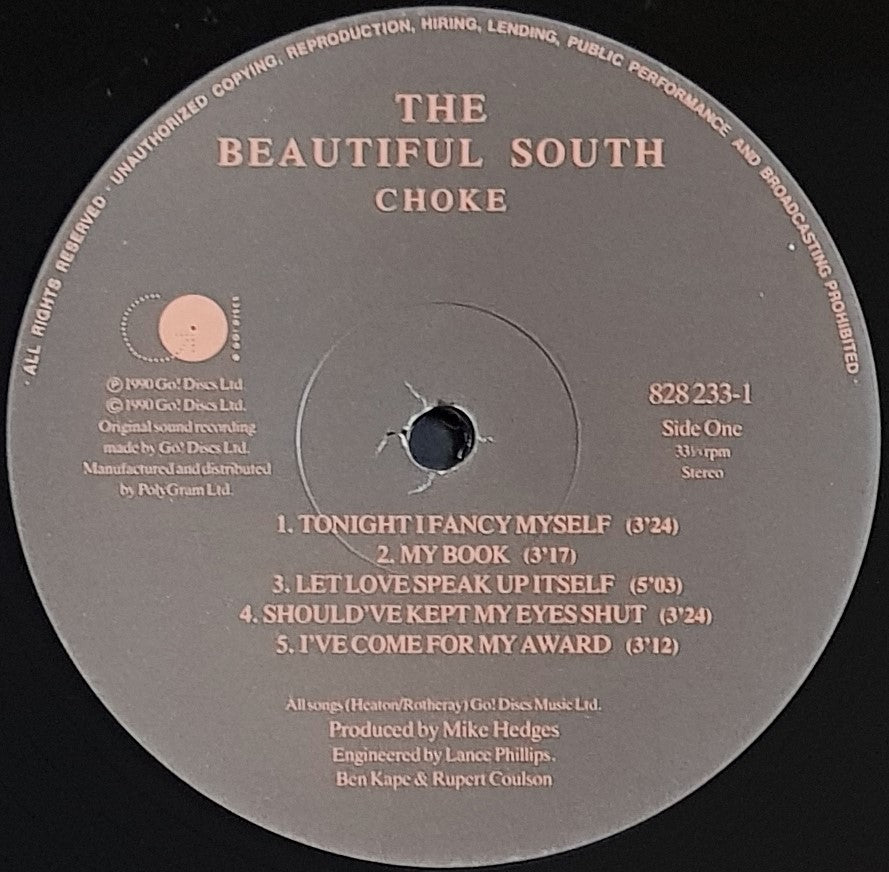 · ALL RIGHTS RESERVED · UNAUTHORIZED COPYING, REPRODUCTION, HIRING, LENDING, PUBLIC PERFORMANCE AND BROADCASTING PROHIBITED ·
THE
BEAUTIFUL SOUTH
CHOKE
GO! DISCS
℗ 1990 Go! Discs Ltd.
© 1990 Go! Discs Ltd.
Original sound recording
made by Go! Discs Ltd.
Manufactured and distributed
by PolyGram Ltd.
828 233-1
Side One
33⅓ rpm
Stereo
1. TONIGHT I FANCY MYSELF (3'24)
2. MY BOOK (3'17)
3. LET LOVE SPEAK UP ITSELF (5'03)
4. SHOULD'VE KEPT MY EYES SHUT (3'24)
5. I'VE COME FOR MY AWARD (3'12)
All songs (Heaton/Rotheray) Go! Discs Music Ltd.
Produced by Mike Hedges
Engineered by Lance Phillips.
Ben Kape & Rupert Coulson